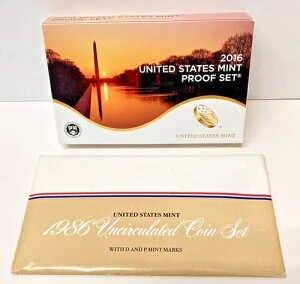 2016
UNITED STATES MINT
PROOF SET®
UNITED STATES MINT
UNITED STATES MINT
1986 Uncirculated Coin Set
WITH D AND P MINT MARKS